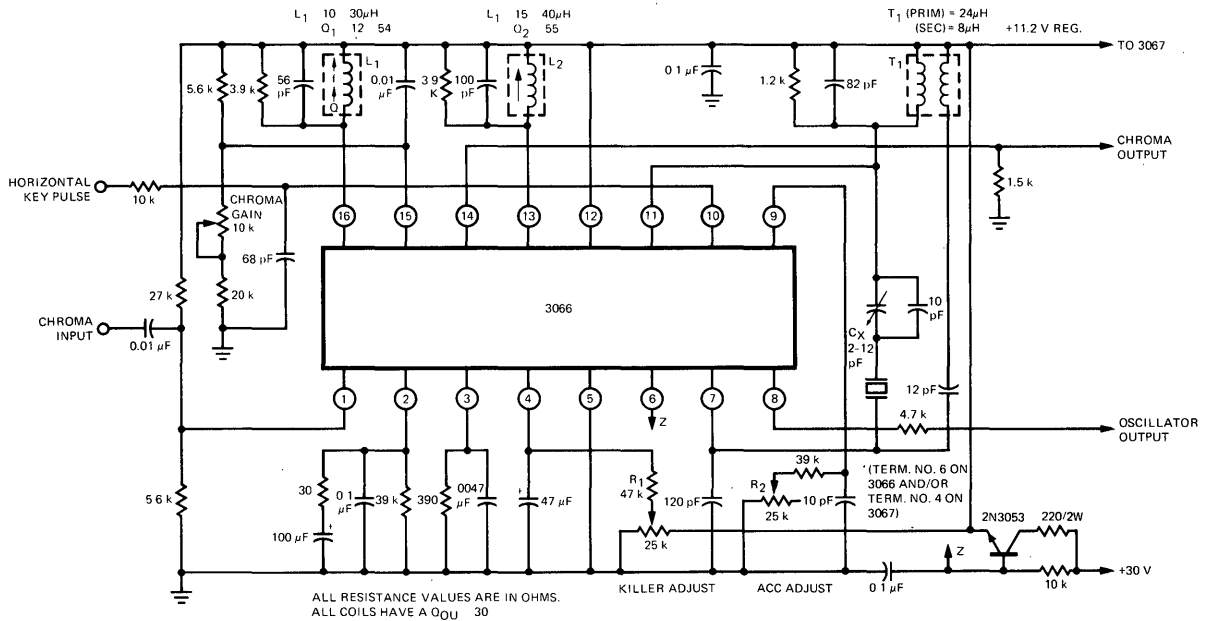 L1 10 30µH
Q1 12 54
L1 15 40µH
Q2 55
T1 (PRIM) = 24µH
(SEC) = 8µH +11.2 V REG.
TO 3067
5.6 k
3.9 k
56 pF
Q
L1
0.01 µF
3 9 K
100 pF
L2
0 1 µF
1.2 k
82 pF
T1
CHROMA OUTPUT
HORIZONTAL KEY PULSE
10 k
1.5 k
CHROMA GAIN
10 k
16 15 14 13 12 11 10 9
68 pF
27 k
20 k
3066
CHROMA INPUT
0.01 µF
CX
2-12 pF
10 pF
12 pF
1 2 3 4 5 6 7 8
Z
4.7 k
OSCILLATOR OUTPUT
5 6 k
30
100 µF
+
0 1 µF
39 k
390
0047 µF
+
47 µF
R1
47 k
25 k
120 pF
R2
25 k
39 k
10 pF
'(TERM. NO. 6 ON
3066 AND/OR
TERM. NO. 4 ON
3067)
2N3053
220/2W
Z
KILLER ADJUST
ACC ADJUST
0 1 µF
10 k
+30 V
ALL RESISTANCE VALUES ARE IN OHMS.
ALL COILS HAVE A QOU 30